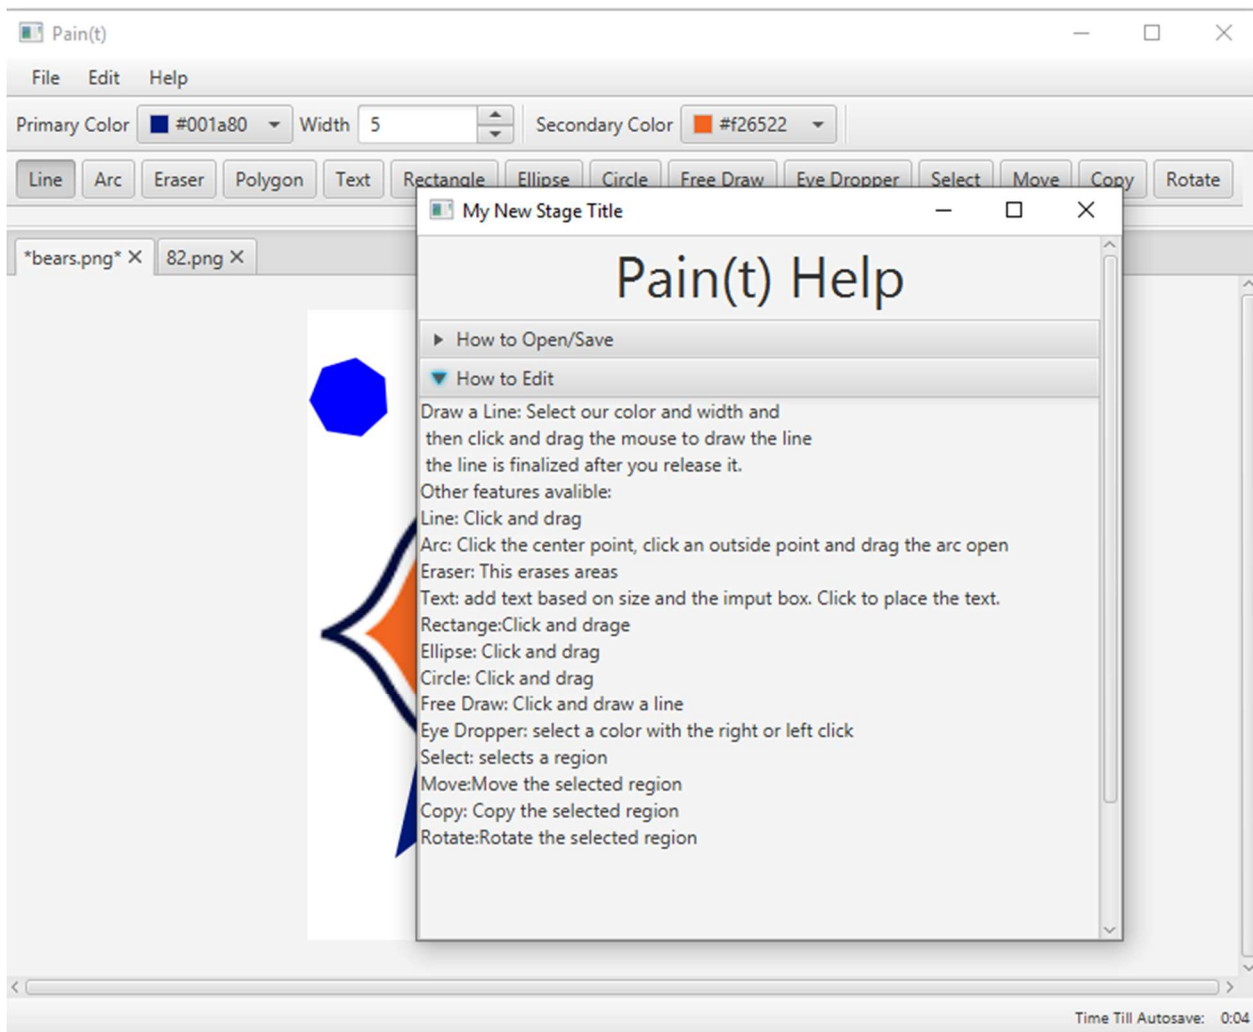 Pain(t)
File Edit Help
Primary Color #001a80 Width 5 Secondary Color #f26522
Line Arc Eraser Polygon Text Rectangle Ellipse Circle Free Draw Eye Dropper Select Move Copy Rotate
My New Stage Title
*bears.png* 82.png
Pain(t) Help
How to Open/Save
How to Edit
Draw a Line: Select our color and width and
then click and drag the mouse to draw the line
the line is finalized after you release it.
Other features avalible:
Line: Click and drag
Arc: Click the center point, click an outside point and drag the arc open
Eraser: This erases areas
Text: add text based on size and the imput box. Click to place the text.
Rectange:Click and drage
Ellipse: Click and drag
Circle: Click and drag
Free Draw: Click and draw a line
Eye Dropper: select a color with the right or left click
Select: selects a region
Move:Move the selected region
Copy: Copy the selected region
Rotate:Rotate the selected region
Time Till Autosave: 0:04